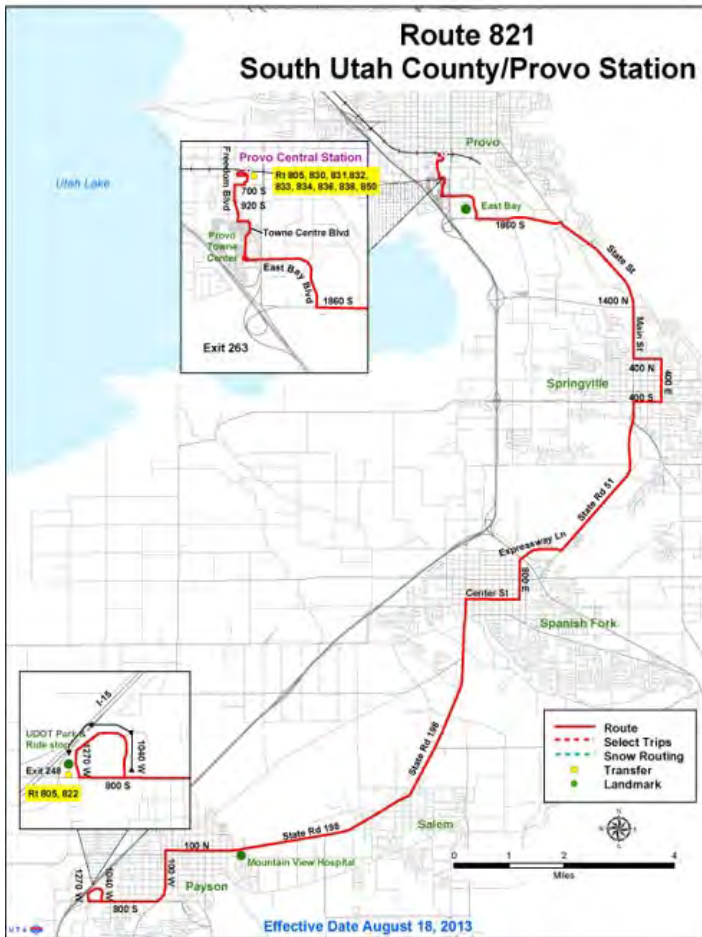 Route 821
South Utah County/Provo Station
Provo
Utah Lake
Provo Central Station
Rt 805, 830, 831,832,
833, 834, 836, 838, 850
Freedom Blvd
700 S
920 S
Towne Centre Blvd
Provo
Towne
Center
East Bay Blvd
1860 S
Exit 263
East Bay
1860 S
State St
1400 N
Main St
400 N
400 E
Springville
400 S
State Rd 51
Expressway Ln
800 E
Center St
Spanish Fork
I-15
UDOT Park &
Ride stop
1270 W
1040 W
Exit 248
Rt 805, 822
800 S
Route
Select Trips
Snow Routing
Transfer
Landmark
State Rd 198
Salem
State Rd 198
100 N
Mountain View Hospital
100 W
Payson
1270 W
1040 W
800 S
N
0 2 4
Miles
UTA
Effective Date August 18, 2013